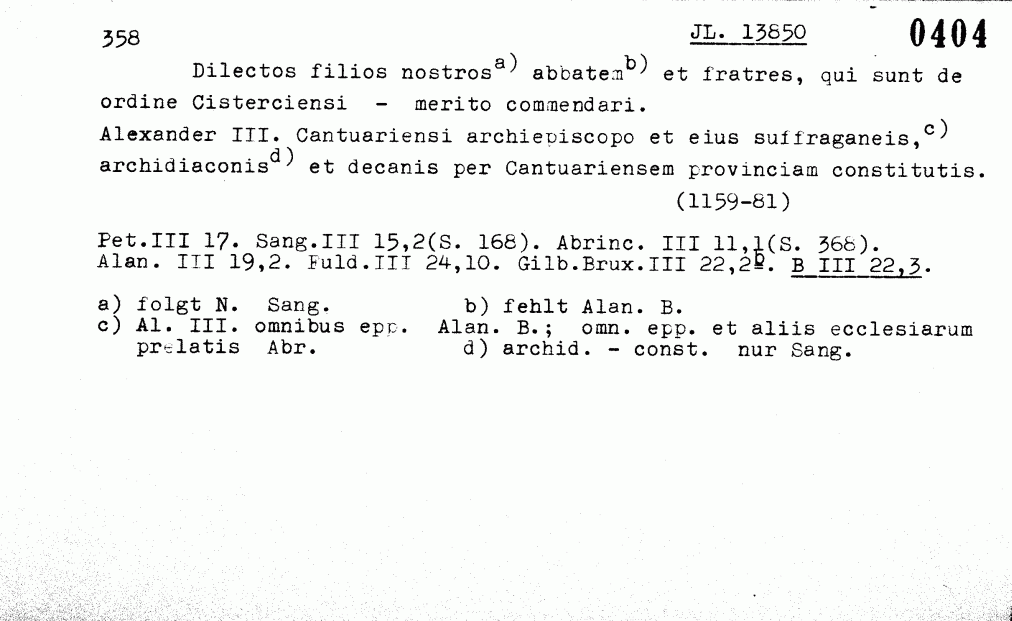 358 JL. 13850 0404
Dilectos filios nostros a) abbatem b) et fratres, qui sunt de
ordine Cisterciensi - merito commendari.
Alexander III. Cantuariensi archiepiscopo et eius suffraganeis, c)
archidiaconis d) et decanis per Cantuariensem provinciam constitutis.
(1159-81)
Pet.III 17. Sang.III 15,2(S. 168). Abrinc. III 11,1(S. 368).
Alan. III 19,2. Fuld.III 24,10. Gilb.Brux.III 22,2b. B III 22,3.
a) folgt N. Sang. b) fehlt Alan. B.
c) Al. III. omnibus epp. Alan. B.; omn. epp. et aliis ecclesiarum
prelatis Abr. d) archid. - const. nur Sang.